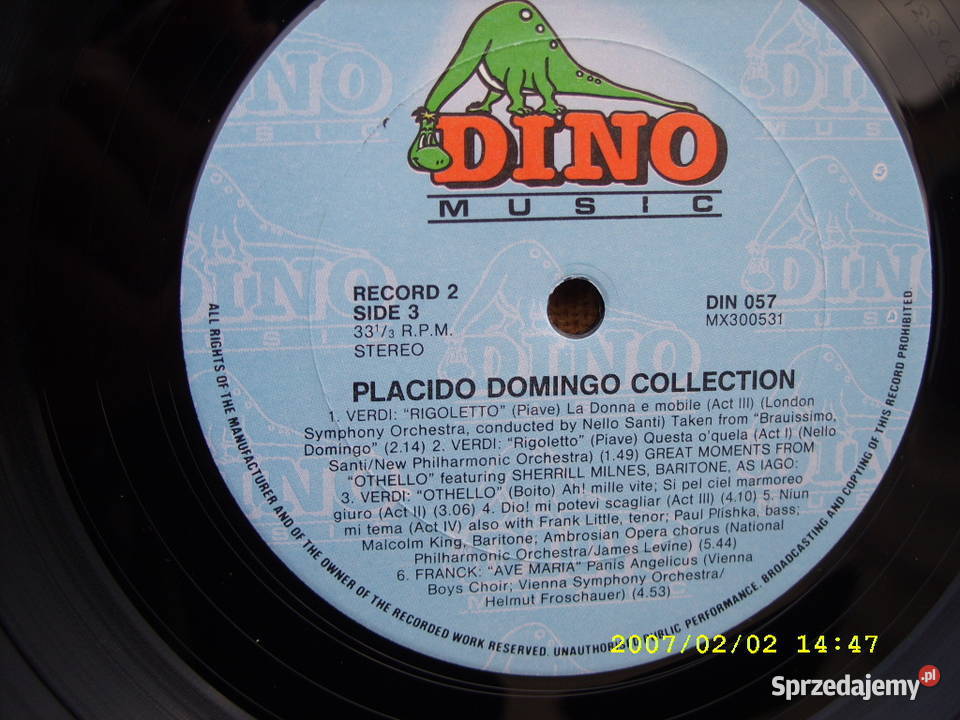 DINO
MUSIC
RECORD 2
SIDE 3
33 1/3 R.P.M.
STEREO
DIN 057
MX300531
PLACIDO DOMINGO COLLECTION
1. VERDI: "RIGOLETTO" (Piave) La Donna e mobile (Act III) (London
Symphony Orchestra, conducted by Nello Santi) Taken from "Brauissimo,
Domingo" (2.14) 2. VERDI: "Rigoletto" (Piave) Questa o'quela (Act I) (Nello
Santi/New Philharmonic Orchestra) (1.49) GREAT MOMENTS FROM
"OTHELLO" featuring SHERRILL MILNES, BARITONE, AS IAGO:
3. VERDI: "OTHELLO" (Boito) Ah! mille vite; Si pel ciel marmoreo
giuro (Act II) (3.06) 4. Dio! mi potevi scagliar (Act III) (4.10) 5. Niun
mi tema (Act IV) also with Frank Little, tenor; Paul Plishka, bass;
Malcolm King, Baritone; Ambrosian Opera chorus (National
Philharmonic Orchestra/James Levine) (5.44)
6. FRANCK: "AVE MARIA" Panis Angelicus (Vienna
Boys Choir; Vienna Symphony Orchestra/
Helmut Froschauer) (4.53)
ALL RIGHTS OF THE MANUFACTURER AND OF THE OWNER OF THE RECORDED WORK RESERVED. UNAUTHORISED PUBLIC PERFORMANCE, BROADCASTING AND COPYING OF THIS RECORD PROHIBITED.
2007/02/02 14:47
Sprzedajemy.pl